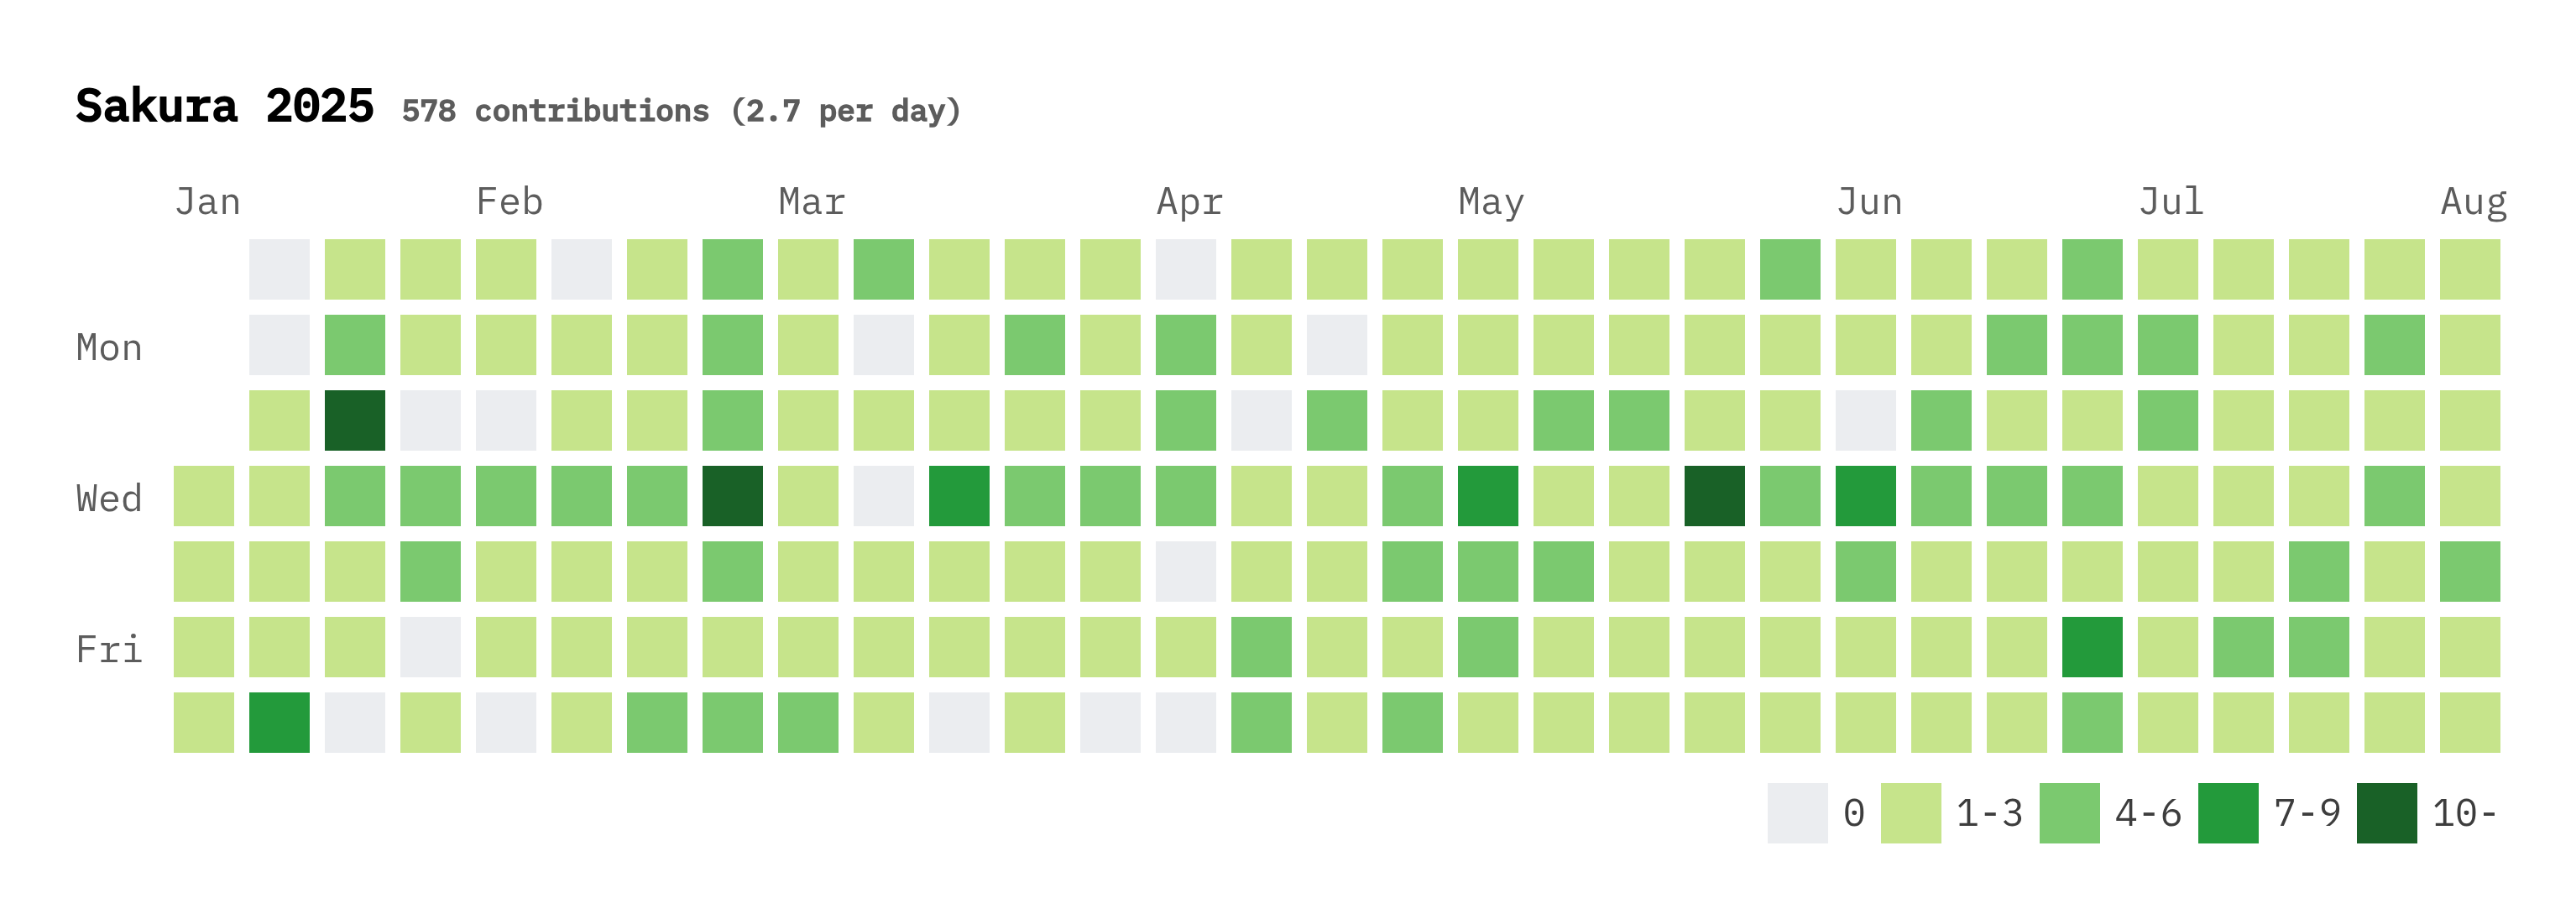 Sakura 2025 578 contributions (2.7 per day)
Jan Feb Mar Apr May Jun Jul Aug
Mon
Wed
Fri
0 1-3 4-6 7-9 10-